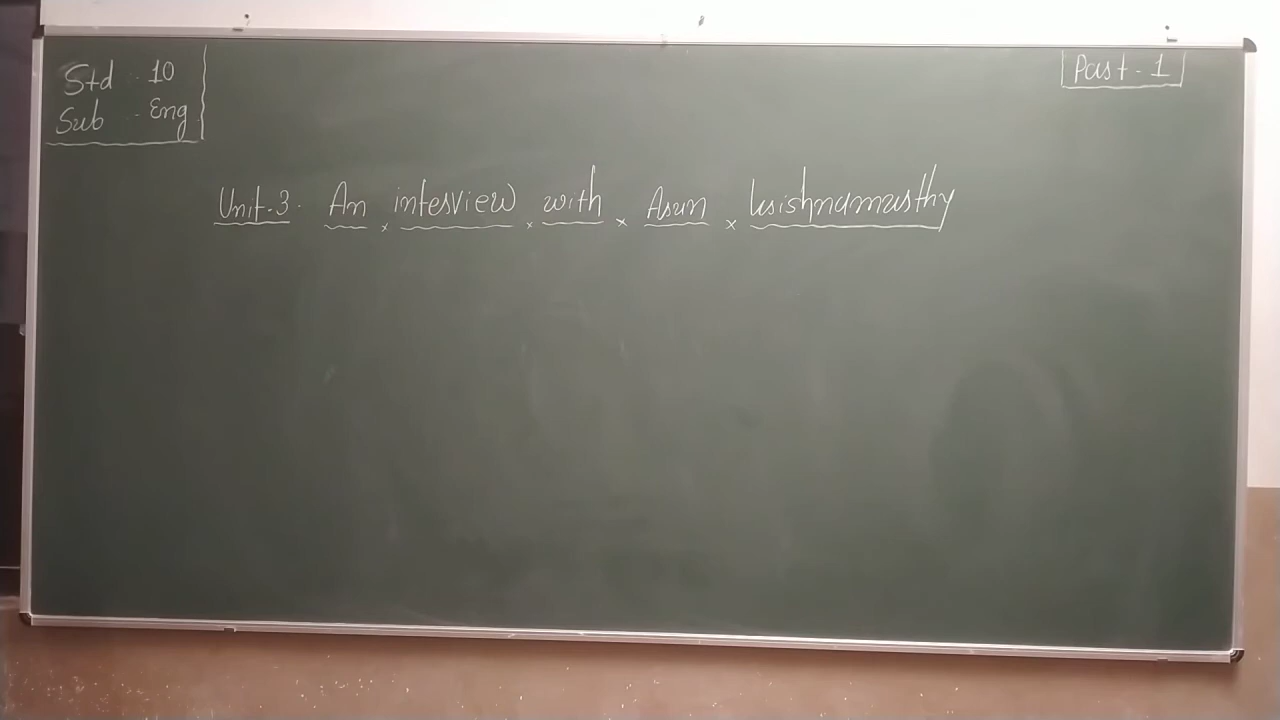 Std - 10
Sub - Eng
Part - 1
Unit-3. An interview with Arun krishnamurthy